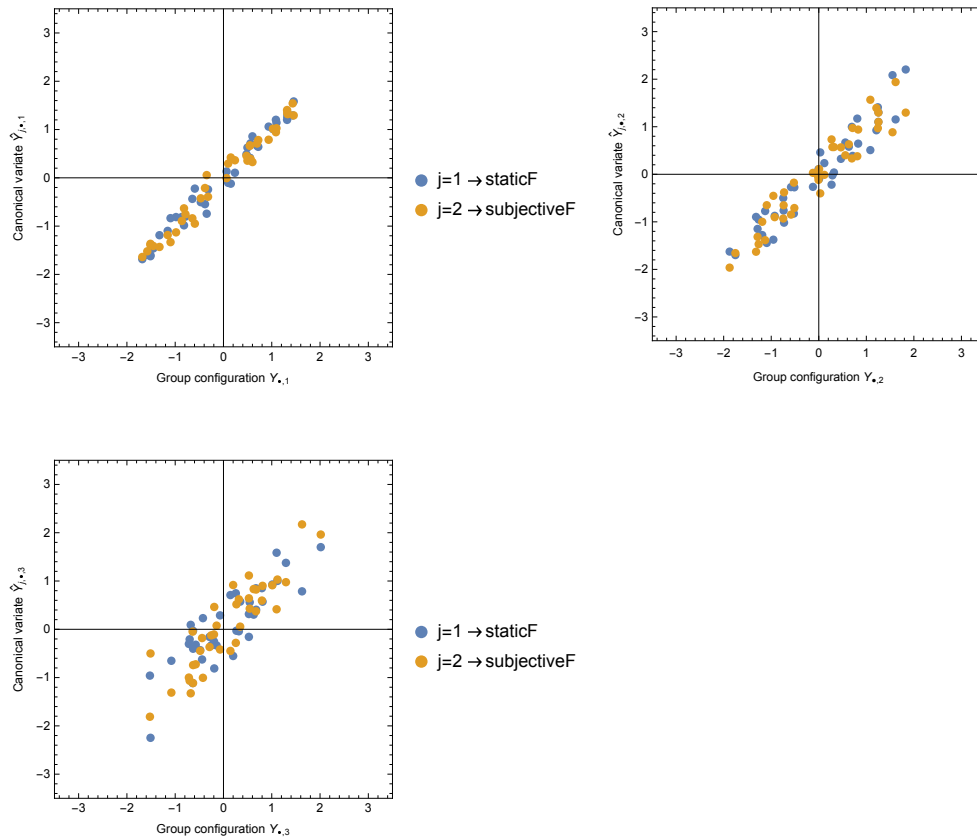 3
2
1
0
−1
−2
−3
−3 −2 −1 0 1 2 3
Canonical variate Ŷj,•,1
Group configuration Y•,1
j=1 → staticF
j=2 → subjectiveF
3
2
1
0
−1
−2
−3
−3 −2 −1 0 1 2 3
Canonical variate Ŷj,•,2
Group configuration Y•,2
3
2
1
0
−1
−2
−3
−3 −2 −1 0 1 2 3
Canonical variate Ŷj,•,3
Group configuration Y•,3
j=1 → staticF
j=2 → subjectiveF